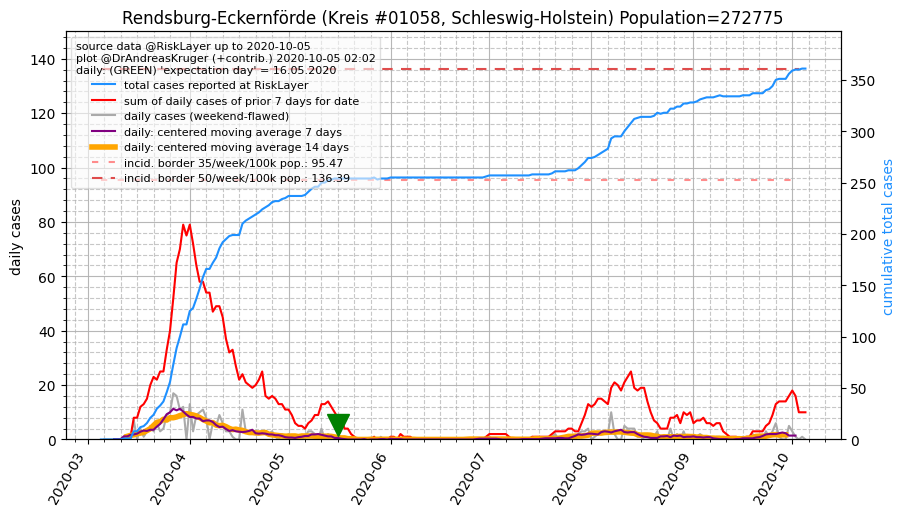 Rendsburg-Eckernförde (Kreis #01058, Schleswig-Holstein) Population=272775
source data @RiskLayer up to 2020-10-05
plot @DrAndreasKruger (+contrib.) 2020-10-05 02:02
daily: (GREEN) 'expectation day' = 16.05.2020
total cases reported at RiskLayer
sum of daily cases of prior 7 days for date
daily cases (weekend-flawed)
daily: centered moving average 7 days
daily: centered moving average 14 days
incid. border 35/week/100k pop.: 95.47
incid. border 50/week/100k pop.: 136.39
daily cases
140
120
100
80
60
40
20
0
cumulative total cases
350
300
250
200
150
100
50
0
2020-03
2020-04
2020-05
2020-06
2020-07
2020-08
2020-09
2020-10